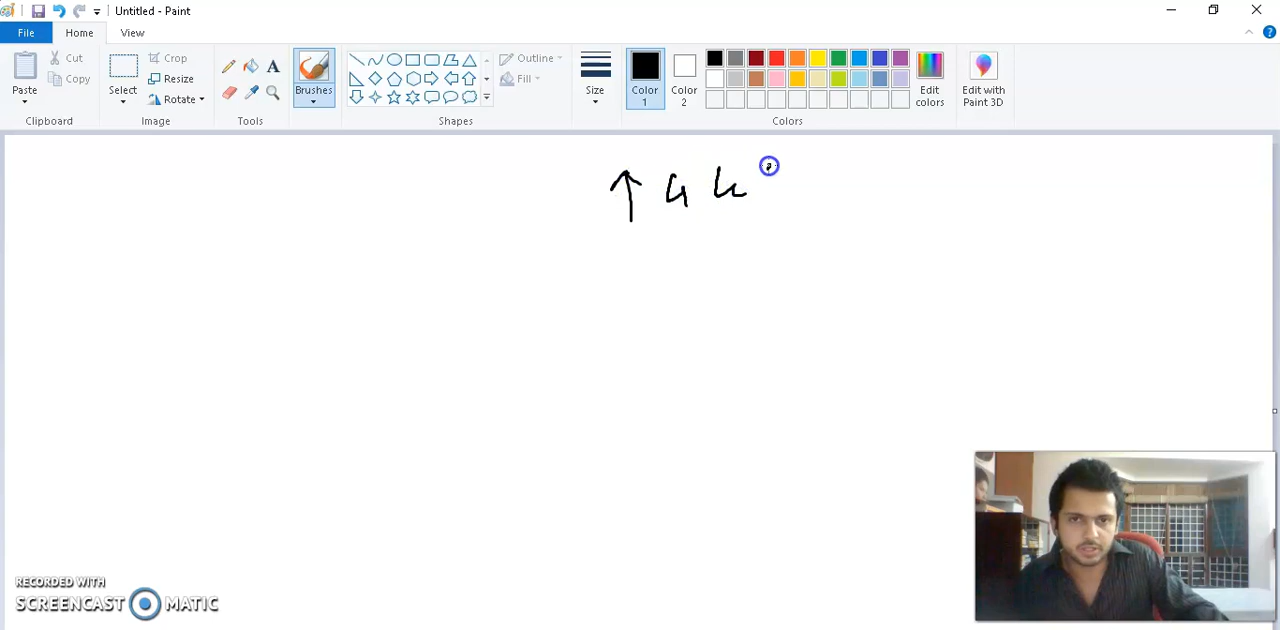 Untitled - Paint
File Home View
Paste
Cut
Copy
Clipboard
Select
Crop
Resize
Rotate
Image
A
Tools
Brushes
Shapes
Outline
Fill
Size
Color 1
Color 2
Edit colors
Colors
Edit with Paint 3D
RECORDED WITH
SCREENCAST MATIC